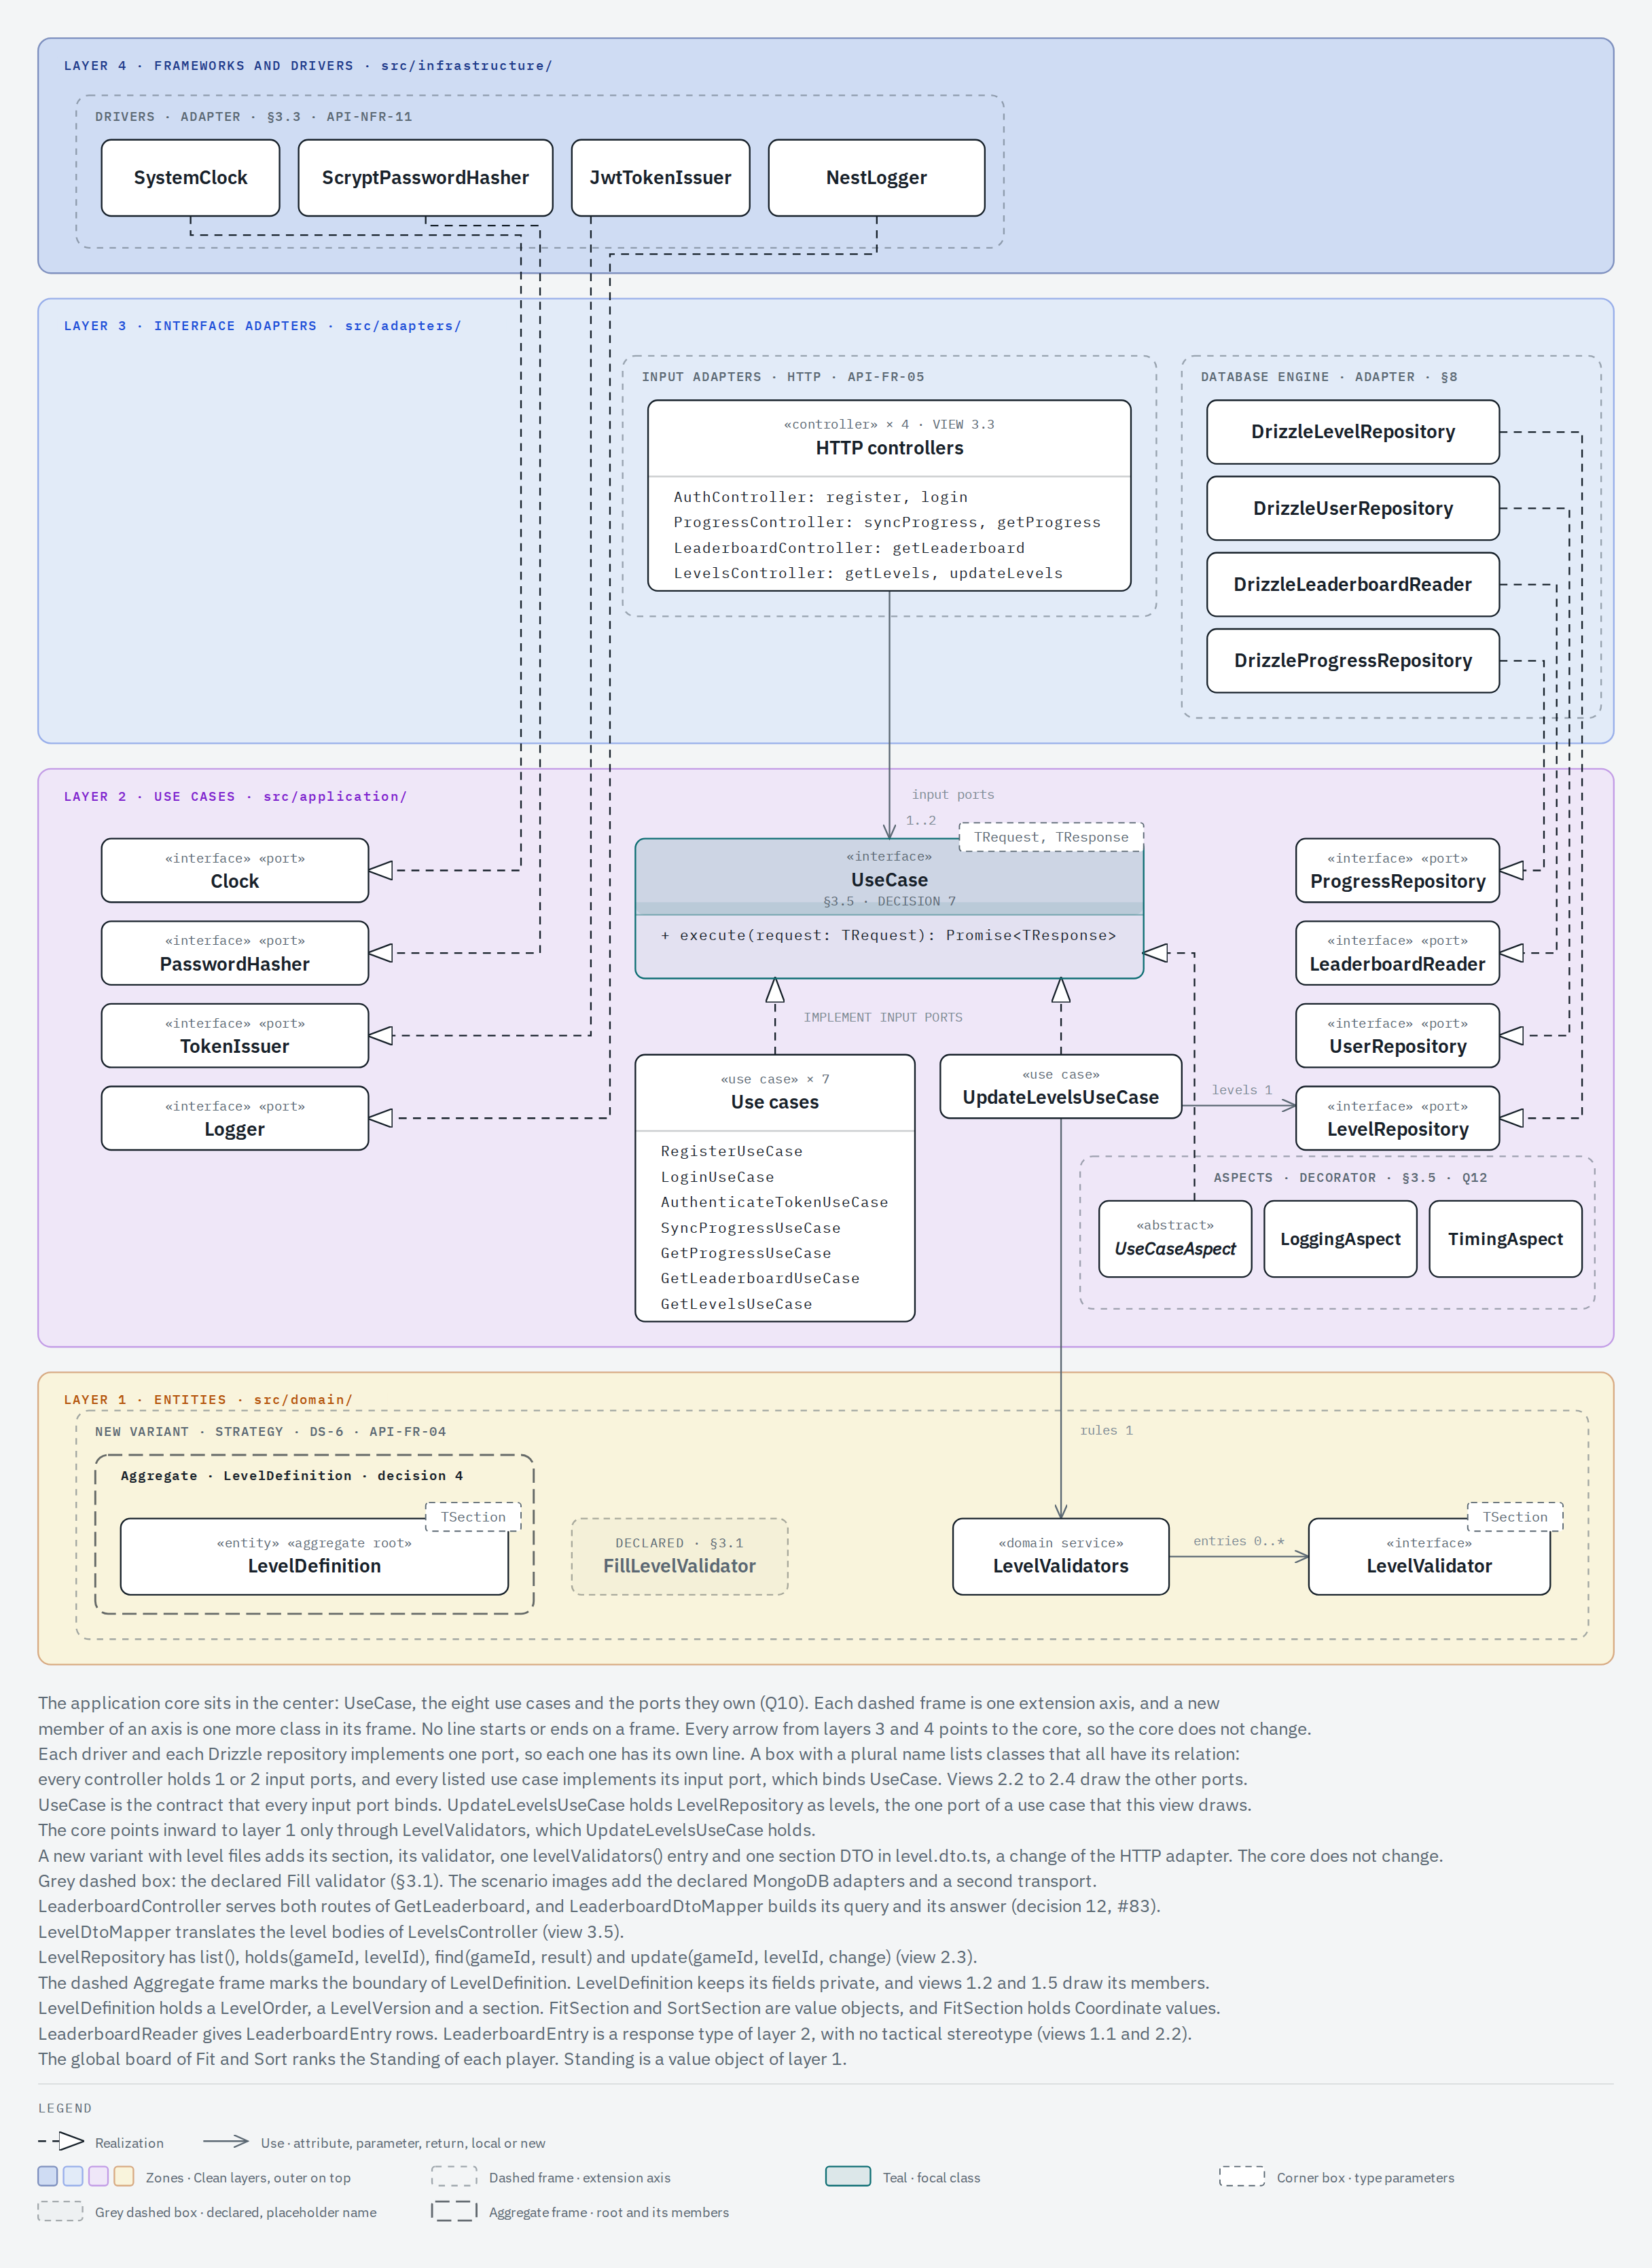 LAYER 4 · FRAMEWORKS AND DRIVERS · src/infrastructure/
DRIVERS · ADAPTER · §3.3 · API-NFR-11
SystemClock
ScryptPasswordHasher
JwtTokenIssuer
NestLogger
LAYER 3 · INTERFACE ADAPTERS · src/adapters/
INPUT ADAPTERS · HTTP · API-FR-05
«controller» × 4 · VIEW 3.3
HTTP controllers
AuthController: register, login
ProgressController: syncProgress, getProgress
LeaderboardController: getLeaderboard
LevelsController: getLevels, updateLevels
DATABASE ENGINE · ADAPTER · §8
DrizzleLevelRepository
DrizzleUserRepository
DrizzleLeaderboardReader
DrizzleProgressRepository
LAYER 2 · USE CASES · src/application/
«interface» «port»
Clock
«interface» «port»
PasswordHasher
«interface» «port»
TokenIssuer
«interface» «port»
Logger
input ports
1..2
TRequest, TResponse
«interface»
UseCase
§3.5 · DECISION 7
+ execute(request: TRequest): Promise<TResponse>
IMPLEMENT INPUT PORTS
«use case» × 7
Use cases
RegisterUseCase
LoginUseCase
AuthenticateTokenUseCase
SyncProgressUseCase
GetProgressUseCase
GetLeaderboardUseCase
GetLevelsUseCase
«use case»
UpdateLevelsUseCase
levels 1
«interface» «port»
ProgressRepository
«interface» «port»
LeaderboardReader
«interface» «port»
UserRepository
«interface» «port»
LevelRepository
ASPECTS · DECORATOR · §3.5 · Q12
«abstract»
UseCaseAspect
LoggingAspect
TimingAspect
LAYER 1 · ENTITIES · src/domain/
NEW VARIANT · STRATEGY · DS-6 · API-FR-04
rules 1
Aggregate · LevelDefinition · decision 4
TSection
«entity» «aggregate root»
LevelDefinition
DECLARED · §3.1
FillLevelValidator
«domain service»
LevelValidators
entries 0..*
TSection
«interface»
LevelValidator
The application core sits in the center: UseCase, the eight use cases and the ports they own (Q10). Each dashed frame is one extension axis, and a new
member of an axis is one more class in its frame. No line starts or ends on a frame. Every arrow from layers 3 and 4 points to the core, so the core does not change.
Each driver and each Drizzle repository implements one port, so each one has its own line. A box with a plural name lists classes that all have its relation:
every controller holds 1 or 2 input ports, and every listed use case implements its input port, which binds UseCase. Views 2.2 to 2.4 draw the other ports.
UseCase is the contract that every input port binds. UpdateLevelsUseCase holds LevelRepository as levels, the one port of a use case that this view draws.
The core points inward to layer 1 only through LevelValidators, which UpdateLevelsUseCase holds.
A new variant with level files adds its section, its validator, one levelValidators() entry and one section DTO in level.dto.ts, a change of the HTTP adapter. The core does not change.
Grey dashed box: the declared Fill validator (§3.1). The scenario images add the declared MongoDB adapters and a second transport.
LeaderboardController serves both routes of GetLeaderboard, and LeaderboardDtoMapper builds its query and its answer (decision 12, #83).
LevelDtoMapper translates the level bodies of LevelsController (view 3.5).
LevelRepository has list(), holds(gameId, levelId), find(gameId, result) and update(gameId, levelId, change) (view 2.3).
The dashed Aggregate frame marks the boundary of LevelDefinition. LevelDefinition keeps its fields private, and views 1.2 and 1.5 draw its members.
LevelDefinition holds a LevelOrder, a LevelVersion and a section. FitSection and SortSection are value objects, and FitSection holds Coordinate values.
LeaderboardReader gives LeaderboardEntry rows. LeaderboardEntry is a response type of layer 2, with no tactical stereotype (views 1.1 and 2.2).
The global board of Fit and Sort ranks the Standing of each player. Standing is a value object of layer 1.
LEGEND
Realization
Use · attribute, parameter, return, local or new
Zones · Clean layers, outer on top
Dashed frame · extension axis
Teal · focal class
Corner box · type parameters
Grey dashed box · declared, placeholder name
Aggregate frame · root and its members